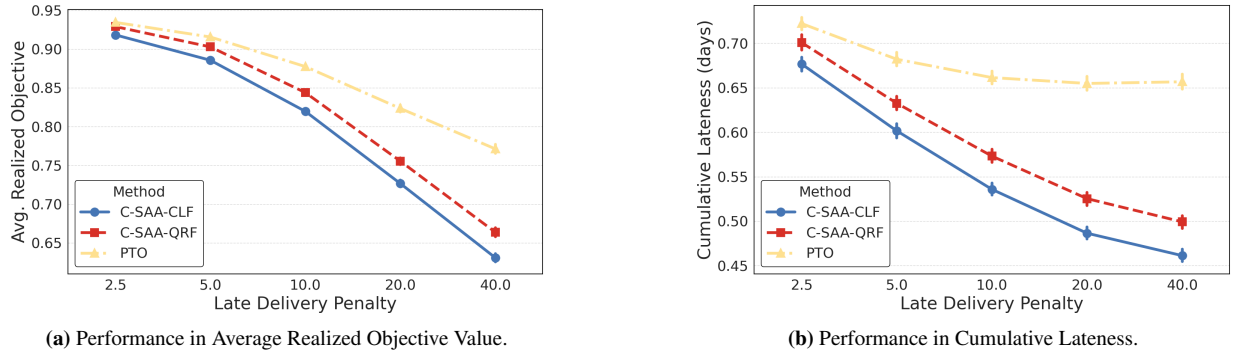 0.95
0.90
0.85
0.80
0.75
0.70
0.65
Avg. Realized Objective
Method
C-SAA-CLF
C-SAA-QRF
PTO
2.5 5.0 10.0 20.0 40.0
Late Delivery Penalty
(a) Performance in Average Realized Objective Value.
0.70
0.65
0.60
0.55
0.50
0.45
Cumulative Lateness (days)
Method
C-SAA-CLF
C-SAA-QRF
PTO
2.5 5.0 10.0 20.0 40.0
Late Delivery Penalty
(b) Performance in Cumulative Lateness.